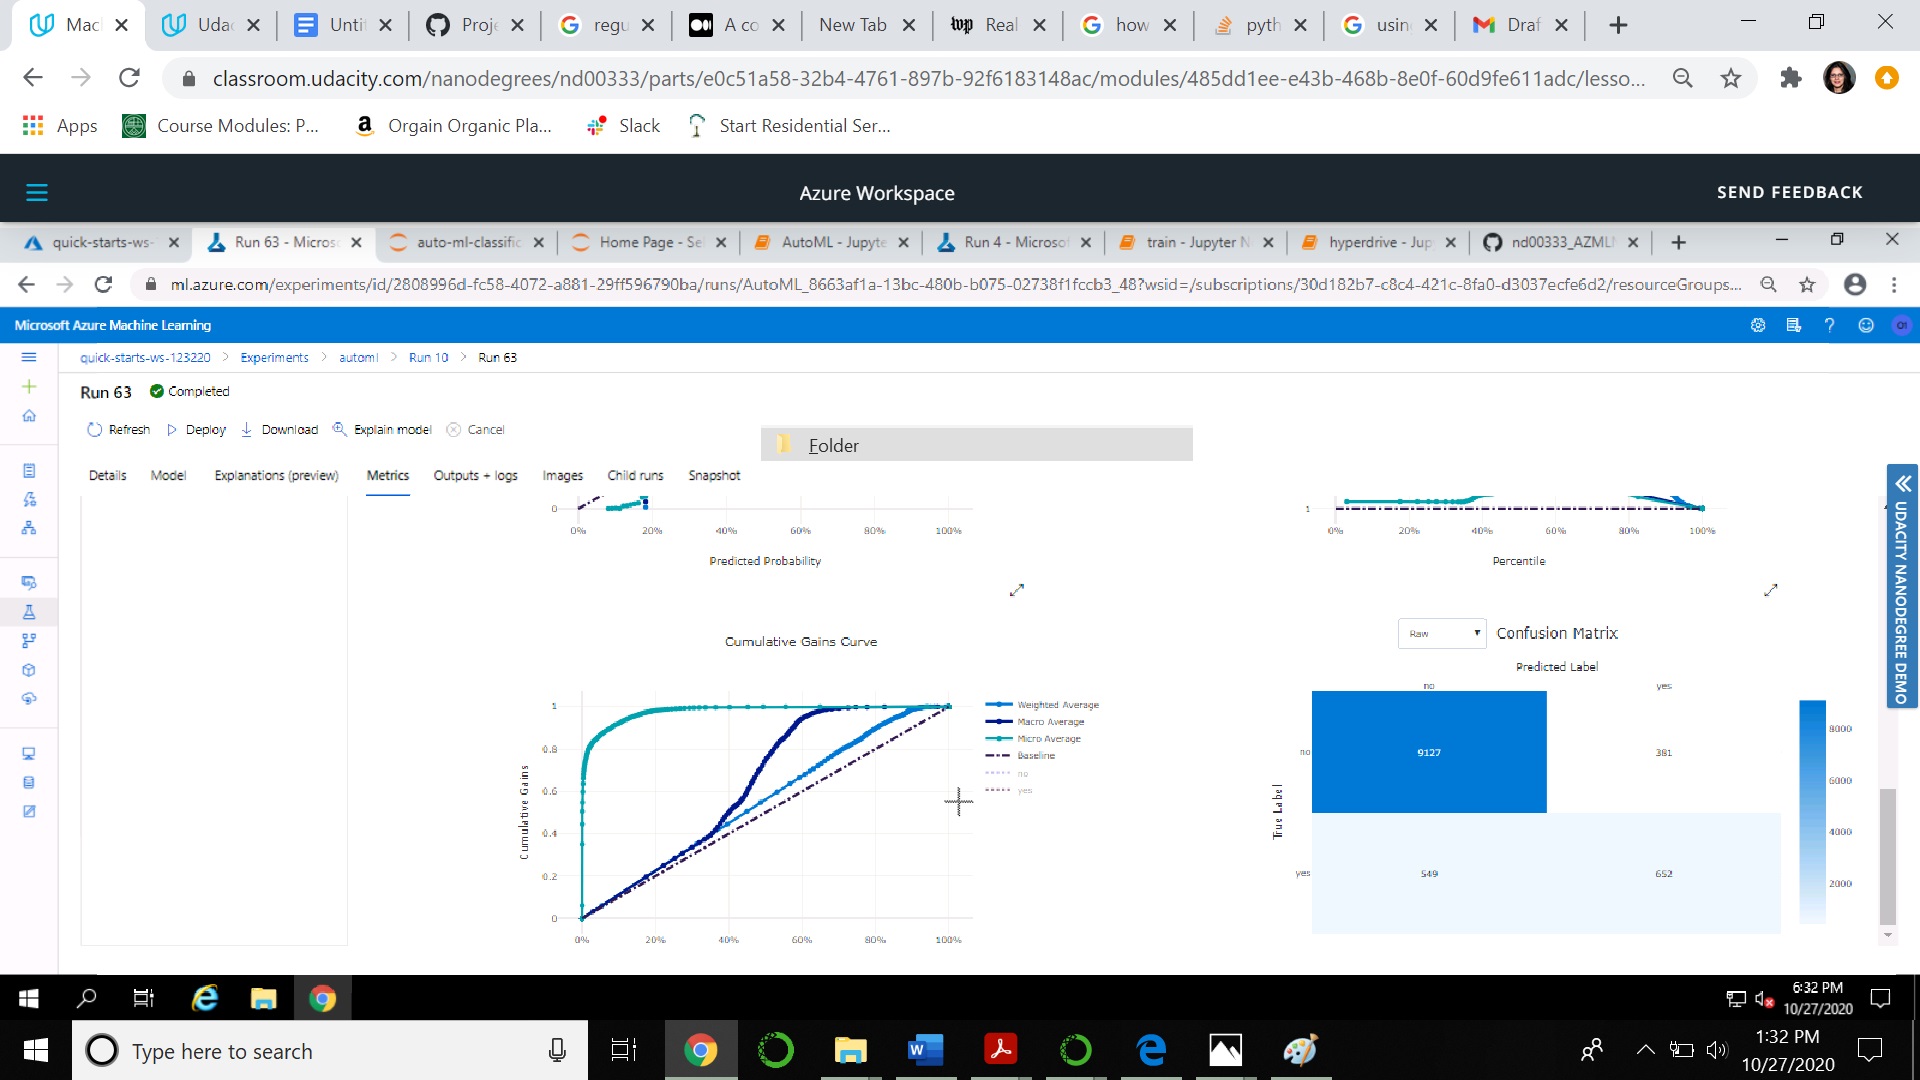 Mac
Udac
Unti
Proje
regu
A co
New Tab
Real
how
pyth
usin
Draf
classroom.udacity.com/nanodegrees/nd00333/parts/e0c51a58-32b4-4761-897b-92f6183148ac/modules/485dd1ee-e43b-468b-8e0f-60d9fe611adc/lesso...
Apps
Course Modules: P...
Orgain Organic Pla...
Slack
Start Residential Ser...
Azure Workspace
SEND FEEDBACK
quick-starts-ws-
Run 63 - Micros
auto-ml-classific
Home Page - Sel
AutoML - Jupyte
Run 4 - Microsof
train - Jupyter N
hyperdrive - Jup
nd00333_AZMLN
ml.azure.com/experiments/id/2808996d-fc58-4072-a881-29ff596790ba/runs/AutoML_8663af1a-13bc-480b-b075-02738f1fccb3_48?wsid=/subscriptions/30d182b7-c8c4-421c-8fa0-d3037ecfe6d2/resourceGroups...
Microsoft Azure Machine Learning
quick-starts-ws-123220 > Experiments > automl > Run 10 > Run 63
Run 63 Completed
Refresh Deploy Download Explain model Cancel
Folder
Details Model Explanations (preview) Metrics Outputs + logs Images Child runs Snapshot
0
0% 20% 40% 60% 80% 100%
Predicted Probability
1
0% 20% 40% 60% 80% 100%
Percentile
UDACITY NANODEGREE DEMO
Cumulative Gains Curve
Cumulative Gains
1
0.8
0.6
0.4
0.2
0
0% 20% 40% 60% 80% 100%
Weighted Average
Macro Average
Micro Average
Baseline
no
yes
Raw
Confusion Matrix
Predicted Label
no yes
True Label
no 9127 381
yes 549 652
8000
6000
4000
2000
6:32 PM
10/27/2020
Type here to search
1:32 PM
10/27/2020